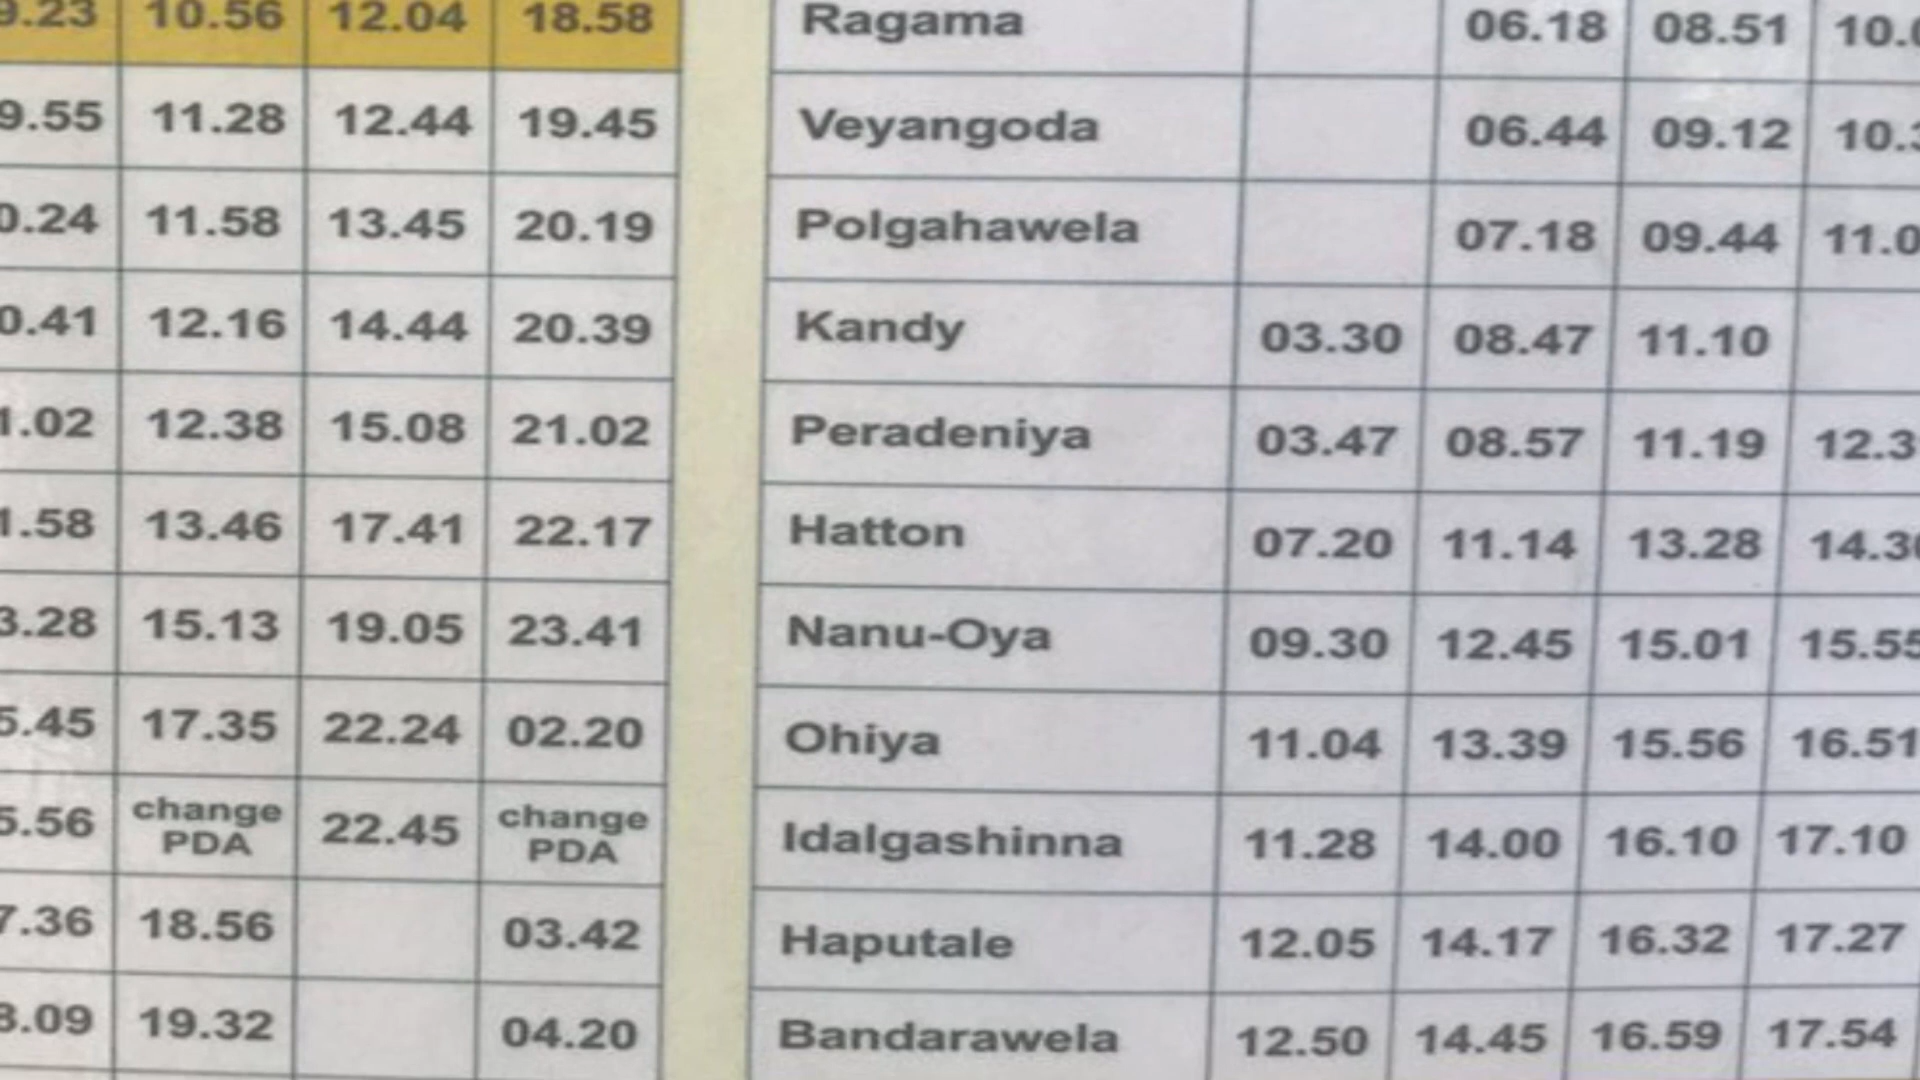 10.56 12.04 18.58
9.55 11.28 12.44 19.45
11.58 13.45 20.19
12.16 14.44 20.39
12.38 15.08 21.02
13.46 17.41 22.17
15.13 19.05 23.41
17.35 22.24 02.20
change PDA 22.45 change PDA
18.56 03.42
19.32 04.20
Ragama 06.18 08.51
Veyangoda 06.44 09.12
Polgahawela 07.18 09.44
Kandy 03.30 08.47 11.10
Peradeniya 03.47 08.57 11.19
Hatton 07.20 11.14 13.28
Nanu-Oya 09.30 12.45 15.01 15.55
Ohiya 11.04 13.39 15.56 16.51
Idalgashinna 11.28 14.00 16.10 17.10
Haputale 12.05 14.17 16.32 17.27
Bandarawela 12.50 14.45 16.59 17.54